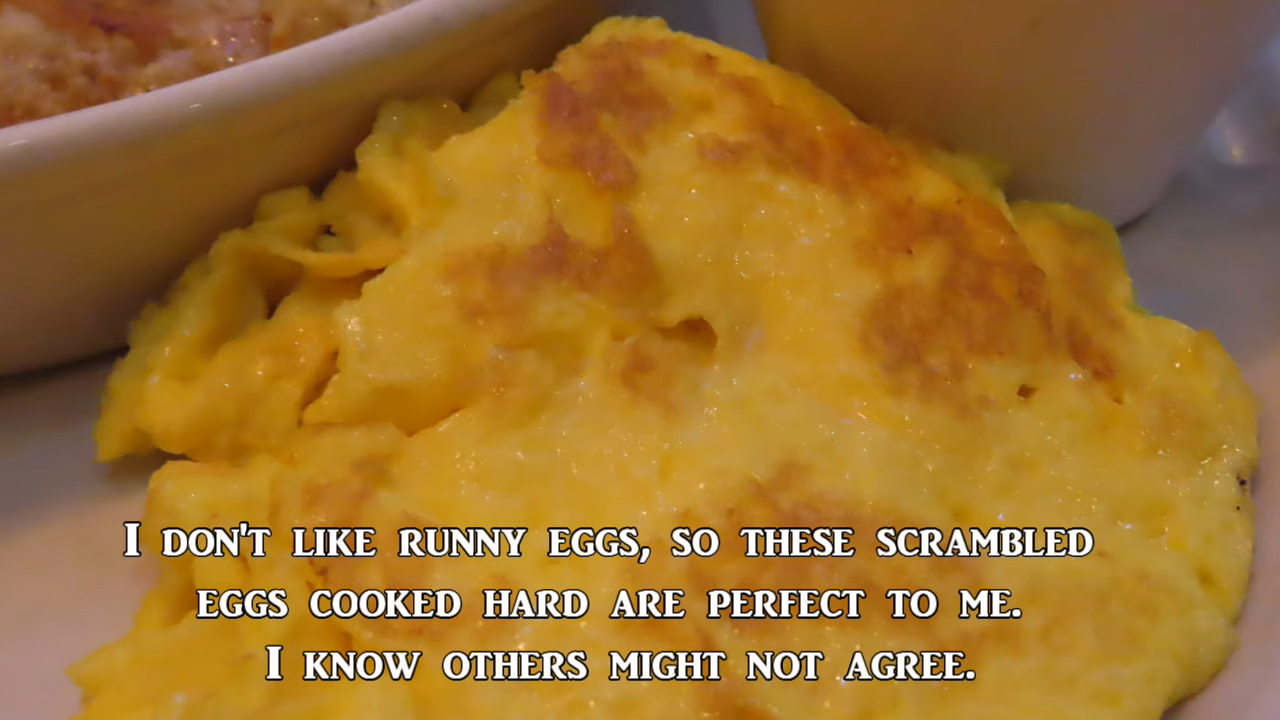 I DON'T LIKE RUNNY EGGS, SO THESE SCRAMBLED
EGGS COOKED HARD ARE PERFECT TO ME.
I KNOW OTHERS MIGHT NOT AGREE.